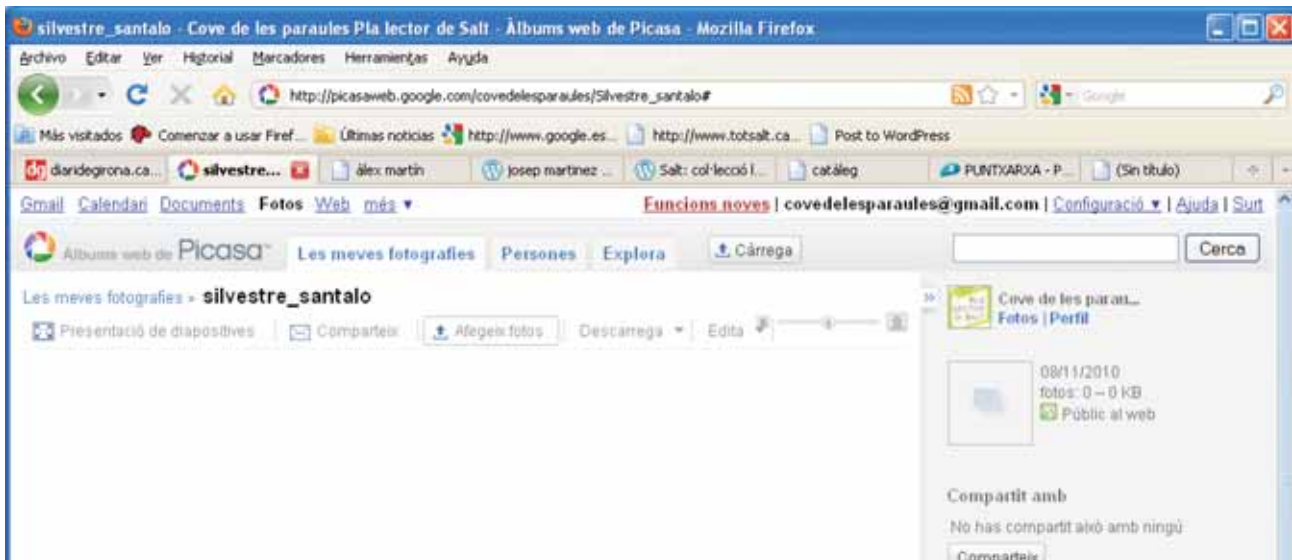 silvestre_santalo - Cove de les paraules Pla lector de Salt - Àlbums web de Picasa - Mozilla Firefox
Archivo Editar Ver Historial Marcadores Herramientas Ayuda
http://picasaweb.google.com/covedelesparaules/Silvestre_santalo# Google
Más visitados Comenzar a usar Firef... Últimas noticias http://www.google.es... http://www.totsalt.ca... Post to WordPress
diaridegirona.ca... silvestre... àlex martín josep martinez ... Salt: col·lecció l... catàleg PUNTXARXA - P... (Sin título)
Gmail Calendari Documents Fotos Web més ▼ Funcions noves | covedelesparaules@gmail.com | Configuració ▼ | Ajuda | Surt
Àlbums web de Picasa™ Les meves fotografies Persones Explora Càrrega Cerca
Les meves fotografies » silvestre_santalo
Presentació de diapositives Comparteix Afegeix fotos Descarrega Edita
Cove de les parau...
Fotos | Perfil
08/11/2010
fotos: 0 – 0 KB
Públic al web
Compartit amb
No has compartit això amb ningú
Comparteix